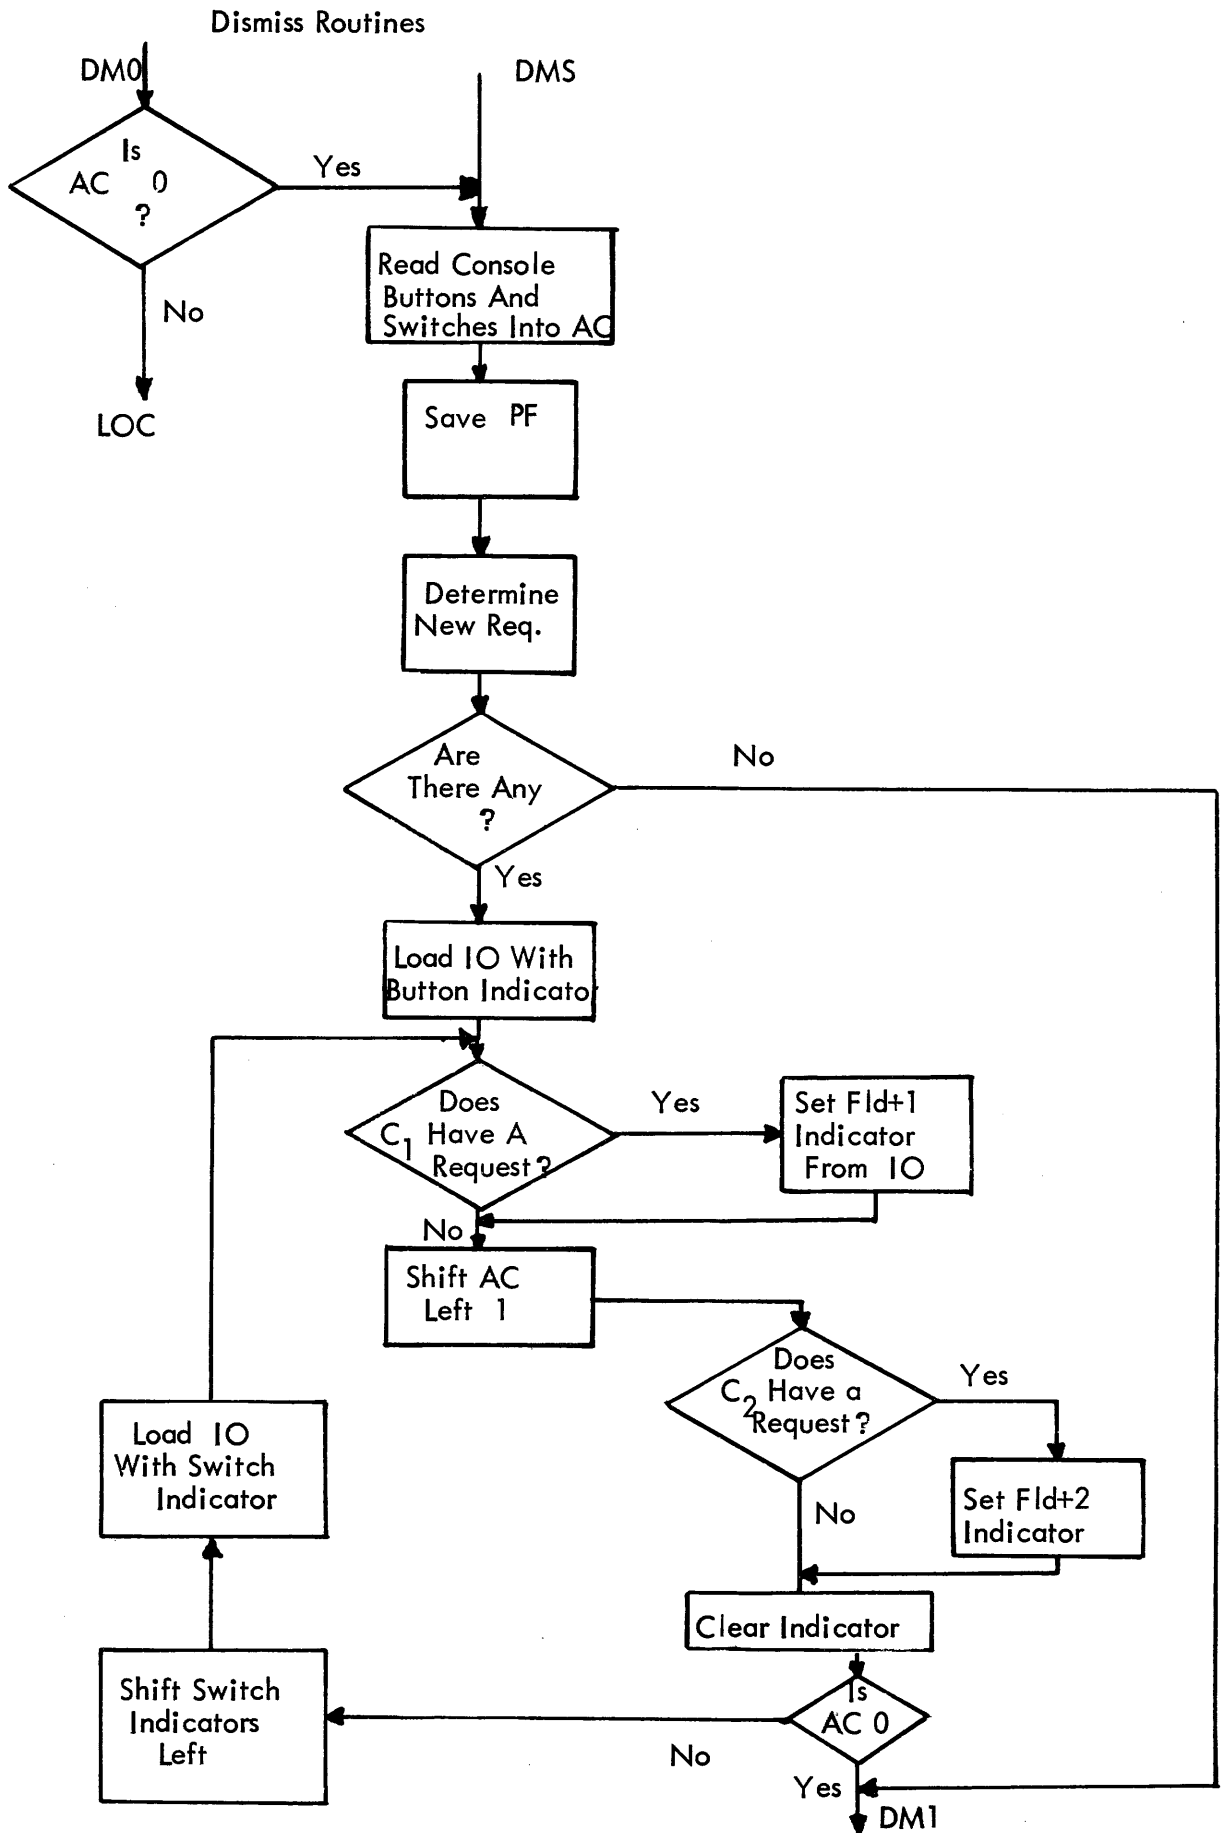 Dismiss Routines
DM0
DMS
Is
AC 0
?
Yes
No
LOC
Read Console
Buttons And
Switches Into AC
Save PF
Determine
New Req.
Are
There Any
?
No
Yes
Load IO With
Button Indicator
Does
C1 Have A
Request?
Yes
Set Fld+1
Indicator
From IO
No
Shift AC
Left 1
Does
C2 Have a
Request?
Yes
Set Fld+2
Indicator
No
Load IO
With Switch
Indicator
Clear Indicator
Shift Switch
Indicators
Left
Is
AC 0
No
Yes
DM1